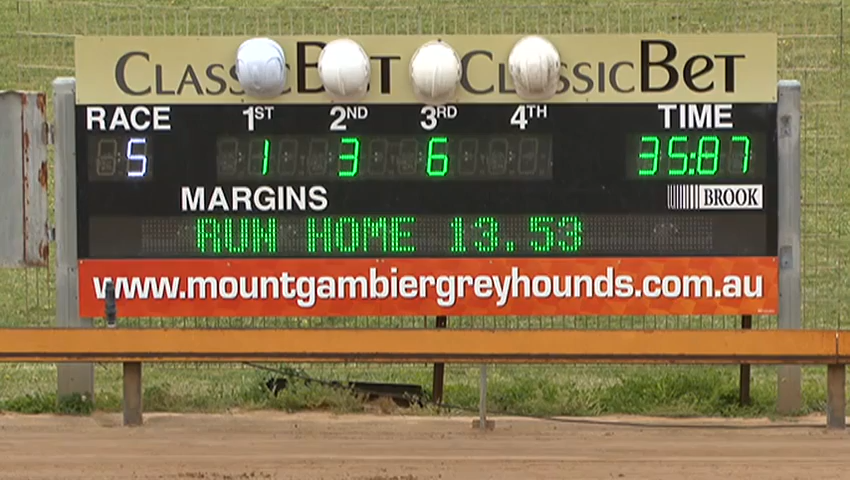 CLASSICBET CLASSICBET
RACE 1ST 2ND 3RD 4TH TIME
5 1 3 6 35:87
MARGINS BROOK
RUN HOME 13.53
www.mountgambiergreyhounds.com.au